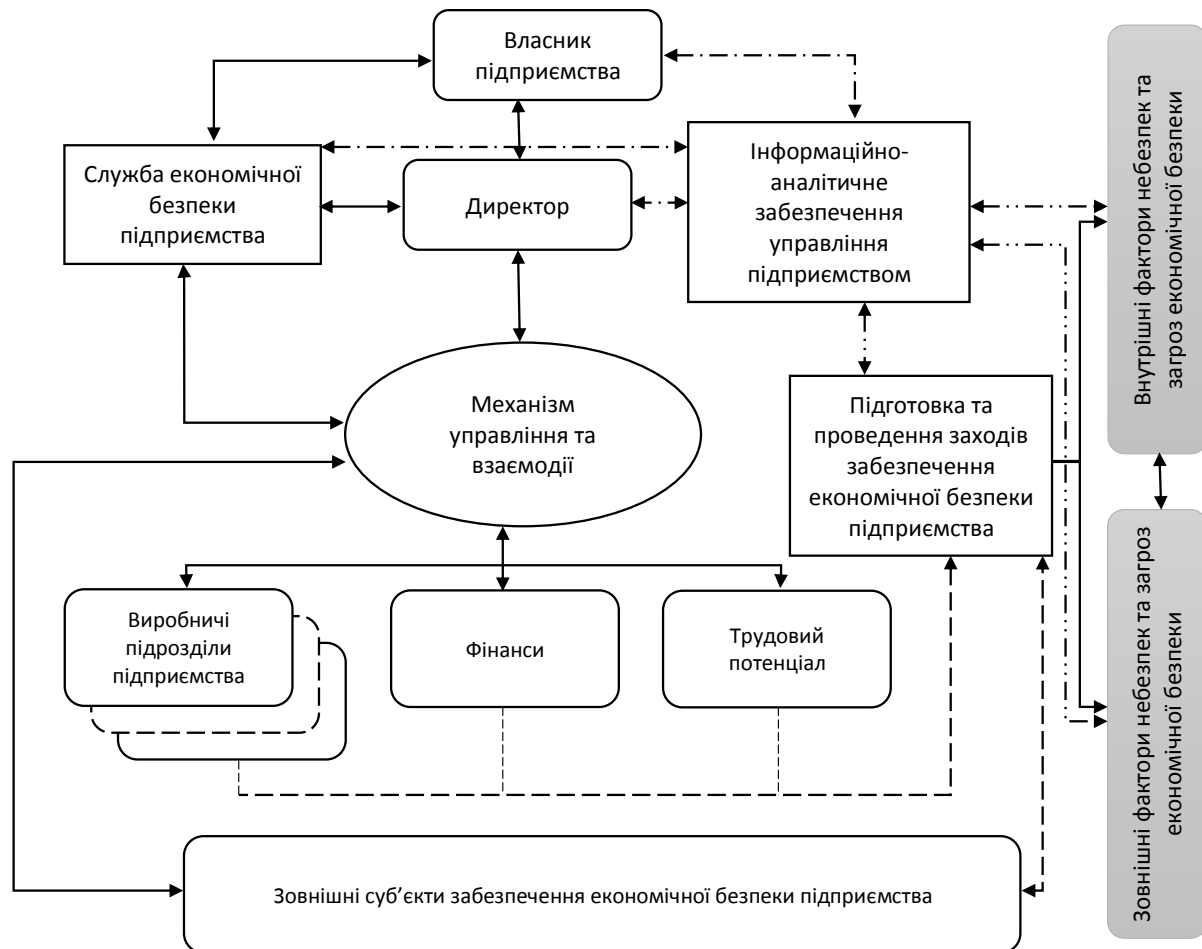 Власник
підприємства
Служба економічної
безпеки
підприємства
Директор
Інформаційно-
аналітичне
забезпечення
управління
підприємством
Внутрішні фактори небезпек та
загроз економічної безпеки
Механізм
управління та
взаємодії
Підготовка та
проведення заходів
забезпечення
економічної безпеки
підприємства
Виробничі
підрозділи
підприємства
Фінанси
Трудовий
потенціал
Зовнішні фактори небезпек та загроз
економічної безпеки
Зовнішні суб’єкти забезпечення економічної безпеки підприємства